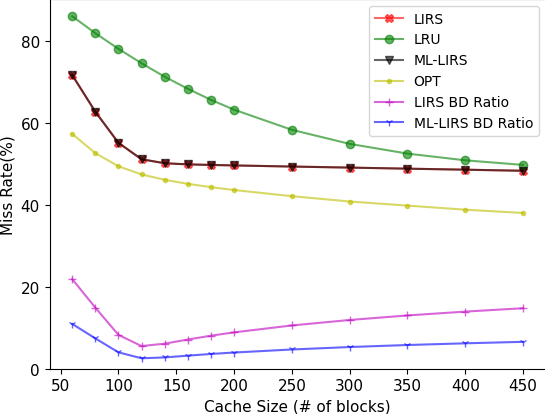 LIRS
LRU
ML-LIRS
OPT
LIRS BD Ratio
ML-LIRS BD Ratio
Miss Rate(%)
80
60
40
20
0
50 100 150 200 250 300 350 400 450
Cache Size (# of blocks)